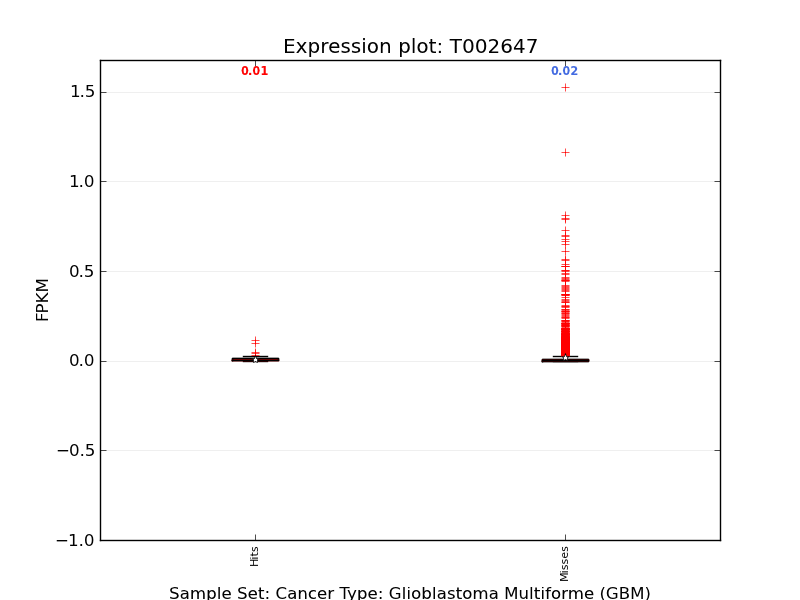 Expression plot: T002647
0.01
0.02
1.5
1.0
0.5
0.0
−0.5
−1.0
FPKM
Hits
Misses
Sample Set: Cancer Type: Glioblastoma Multiforme (GBM)